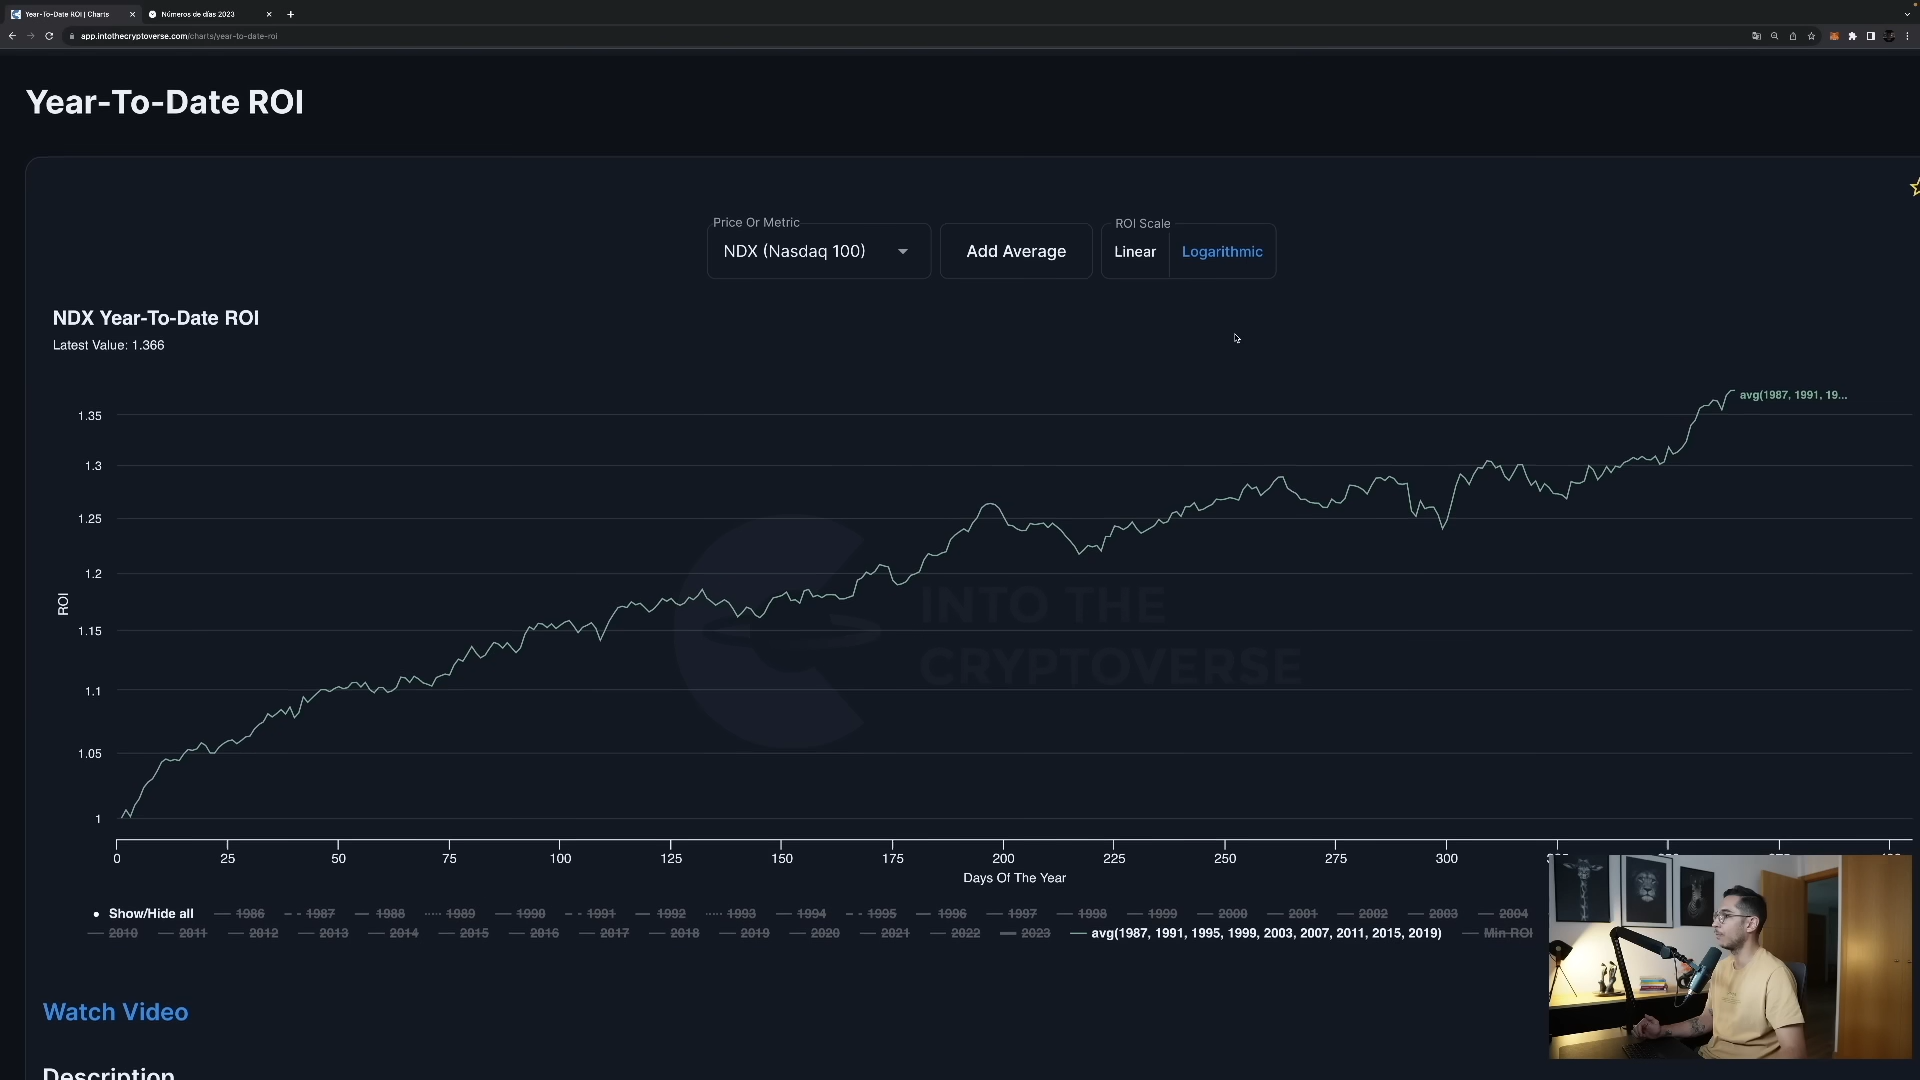 Year-To-Date ROI | Charts
Números de días 2023
app.intothecryptoverse.com/charts/year-to-date-roi
Year-To-Date ROI
Price Or Metric
NDX (Nasdaq 100)
Add Average
ROI Scale
Linear
Logarithmic
NDX Year-To-Date ROI
Latest Value: 1.366
avg(1987, 1991, 19...
1.35
1.3
1.25
1.2
1.15
1.1
1.05
1
ROI
INTO THE
CRYPTOVERSE
0 25 50 75 100 125 150 175 200 225 250 275 300
Days Of The Year
Show/Hide all 1986 1987 1988 1989 1990 1991 1992 1993 1994 1995 1996 1997 1998 1999 2000 2001 2002 2003 2004
2010 2011 2012 2013 2014 2015 2016 2017 2018 2019 2020 2021 2022 2023 avg(1987, 1991, 1995, 1999, 2003, 2007, 2011, 2015, 2019) Min ROI
Watch Video
Description